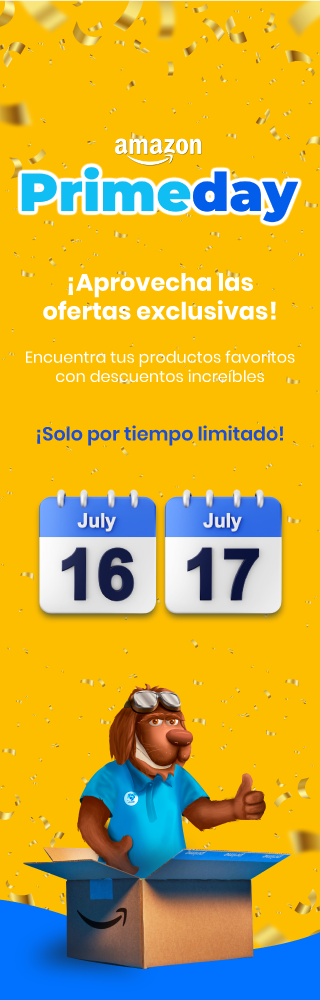 amazon
Primeday
¡Aprovecha las
ofertas exclusivas!
Encuentra tus productos favoritos
con descuentos increíbles
¡Solo por tiempo limitado!
July
16
July
17